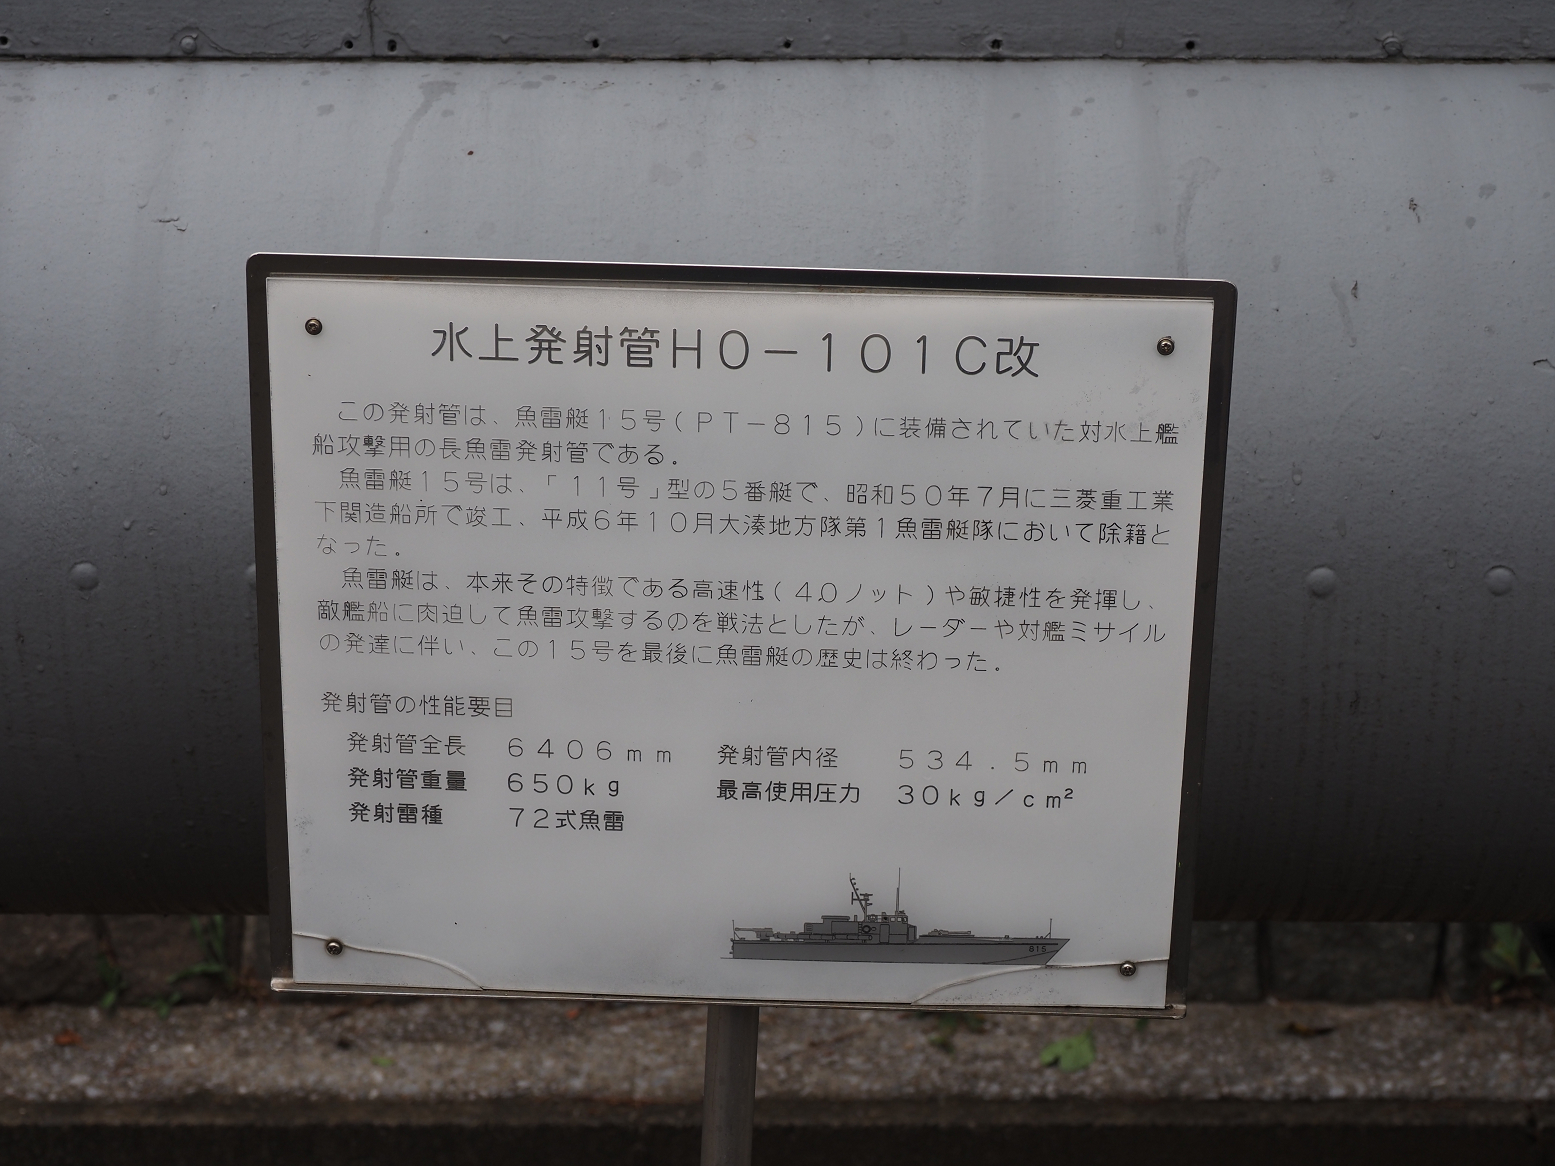 水上発射管HO－101C改
この発射管は、魚雷艇15号(PT－815)に装備されていた対水上艦
船攻撃用の長魚雷発射管である。
魚雷艇15号は、「11号」型の5番艇で、昭和50年7月に三菱重工業
下関造船所で竣工、平成6年10月大湊地方隊第1魚雷艇隊において除籍と
なった。
魚雷艇は、本来その特徴である高速性(40ノット)や敏捷性を発揮し、
敵艦船に肉迫して魚雷攻撃するのを戦法としたが、レーダーや対艦ミサイル
の発達に伴い、この15号を最後に魚雷艇の歴史は終わった。
発射管の性能要目
発射管全長 6406mm 発射管内径 534.5mm
発射管重量 650kg 最高使用圧力 30kg／cm²
発射雷種 72式魚雷
815